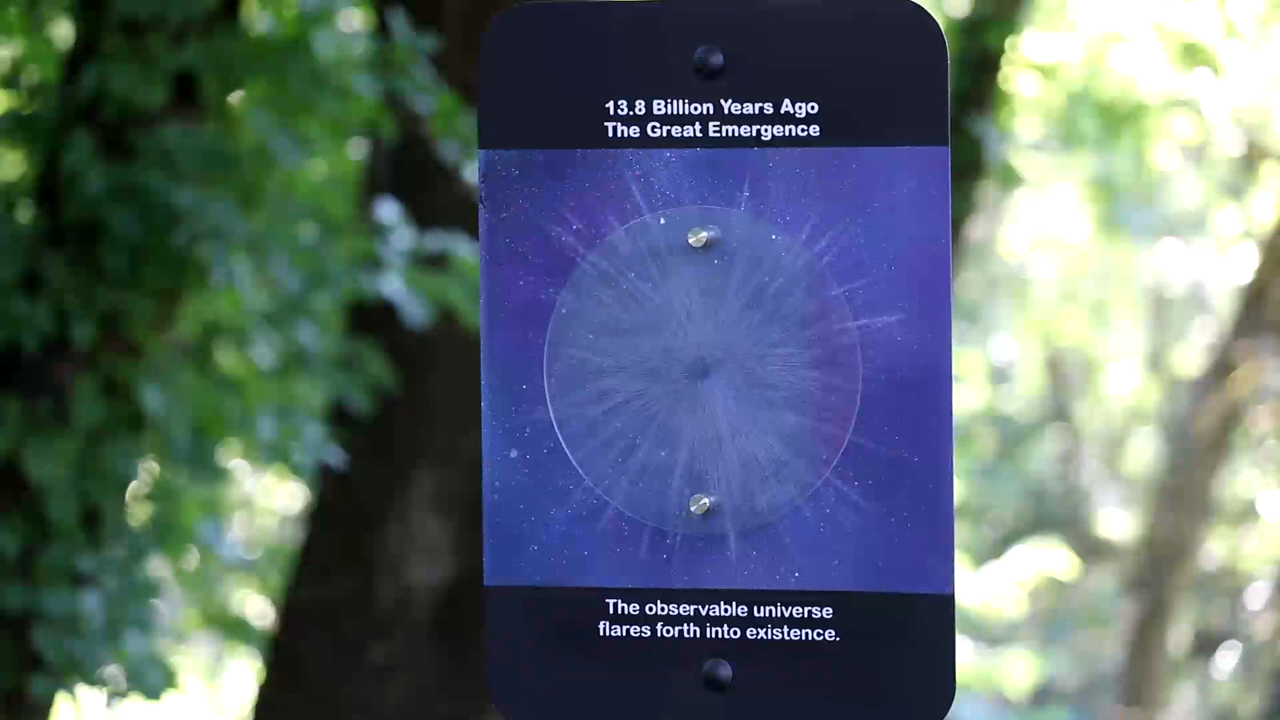 13.8 Billion Years Ago
The Great Emergence
The observable universe
flares forth into existence.